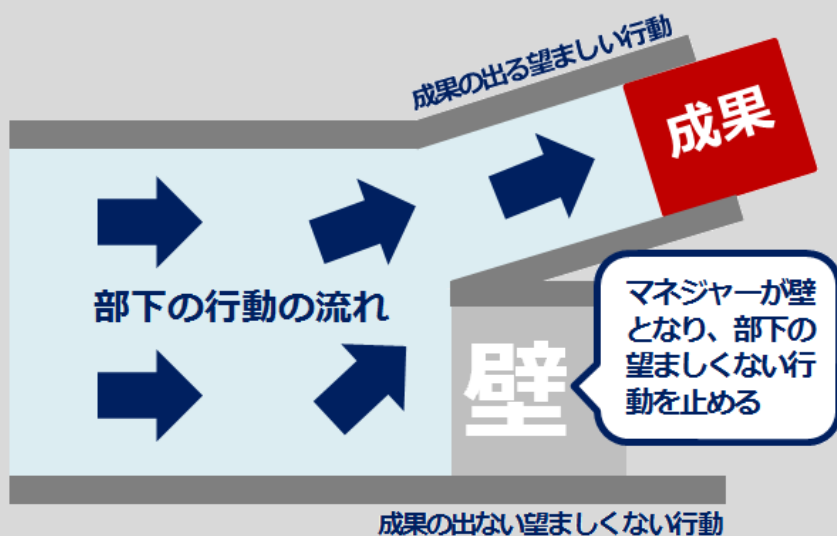 成果の出る望ましい行動
成果
部下の行動の流れ
マネジャーが壁
となり、部下の
望ましくない行
動を止める
壁
成果の出ない望ましくない行動